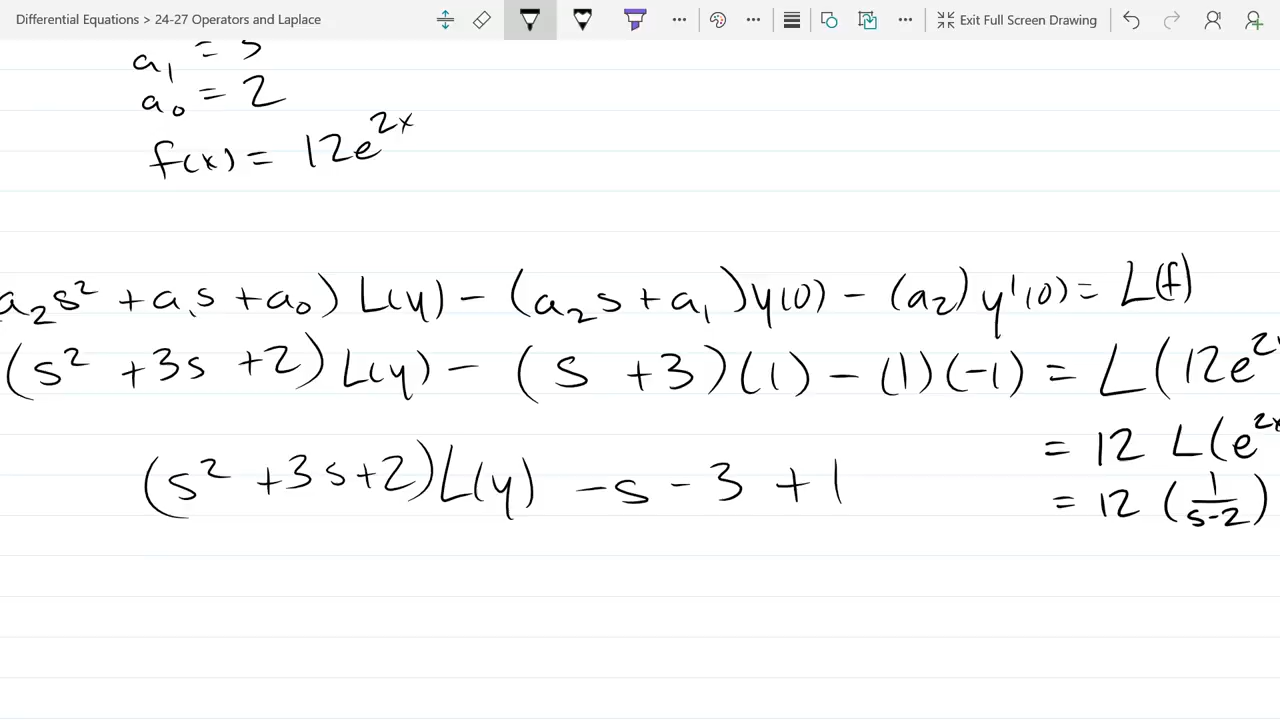 Differential Equations > 24-27 Operators and Laplace
Exit Full Screen Drawing
a₁ = 3
a₀ = 2
f(x) = 12e^{2x}
a₂s² + a₁s + a₀) L(y) − (a₂s + a₁)y(0) − (a₂)y'(0) = L(f)
(s² + 3s + 2) L(y) − (s + 3)(1) − (1)(−1) = L(12e^{2x}
= 12 L(e^{2x}
(s² + 3s + 2)L(y) − s − 3 + 1
= 12 (1/(s−2))